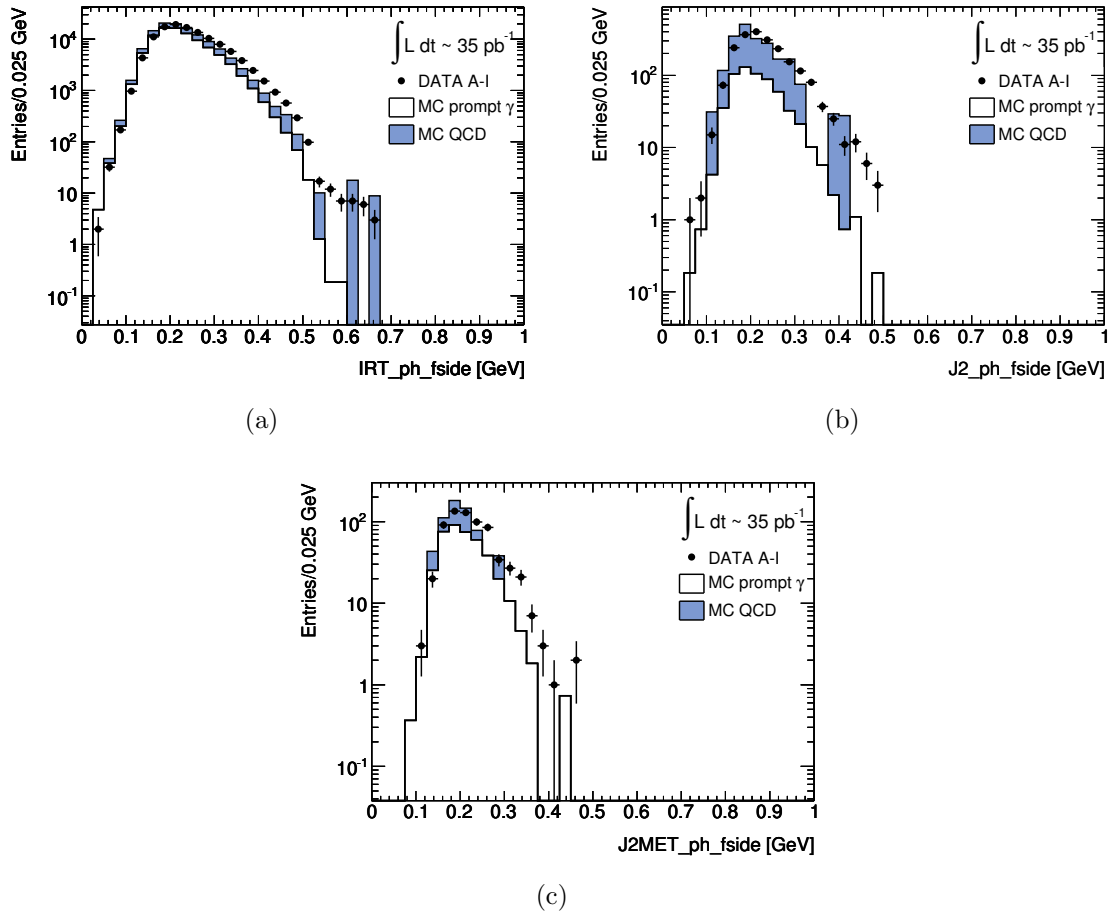 Entries/0.025 GeV
10⁴
10³
10²
10
1
10⁻¹
∫ L dt ~ 35 pb⁻¹
DATA A-I
MC prompt γ
MC QCD
0 0.1 0.2 0.3 0.4 0.5 0.6 0.7 0.8 0.9 1
IRT_ph_fside [GeV]
(a)
Entries/0.025 GeV
10²
10
1
10⁻¹
∫ L dt ~ 35 pb⁻¹
DATA A-I
MC prompt γ
MC QCD
0 0.1 0.2 0.3 0.4 0.5 0.6 0.7 0.8 0.9 1
J2_ph_fside [GeV]
(b)
Entries/0.025 GeV
10²
10
1
10⁻¹
∫ L dt ~ 35 pb⁻¹
DATA A-I
MC prompt γ
MC QCD
0 0.1 0.2 0.3 0.4 0.5 0.6 0.7 0.8 0.9 1
J2MET_ph_fside [GeV]
(c)